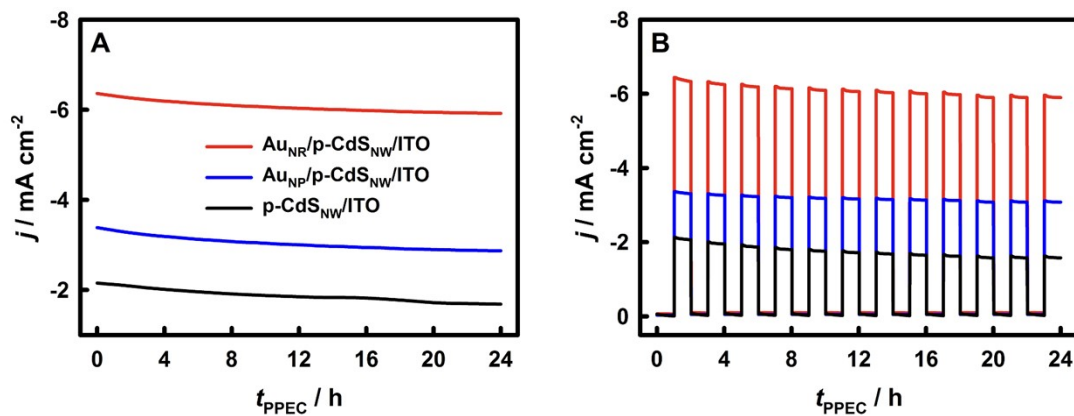 A
j / mA cm⁻²
-8
-6
-4
-2
Au_NR/p-CdS_NW/ITO
Au_NP/p-CdS_NW/ITO
p-CdS_NW/ITO
0 4 8 12 16 20 24
t_PPEC / h
B
j / mA cm⁻²
-8
-6
-4
-2
0
0 4 8 12 16 20 24
t_PPEC / h